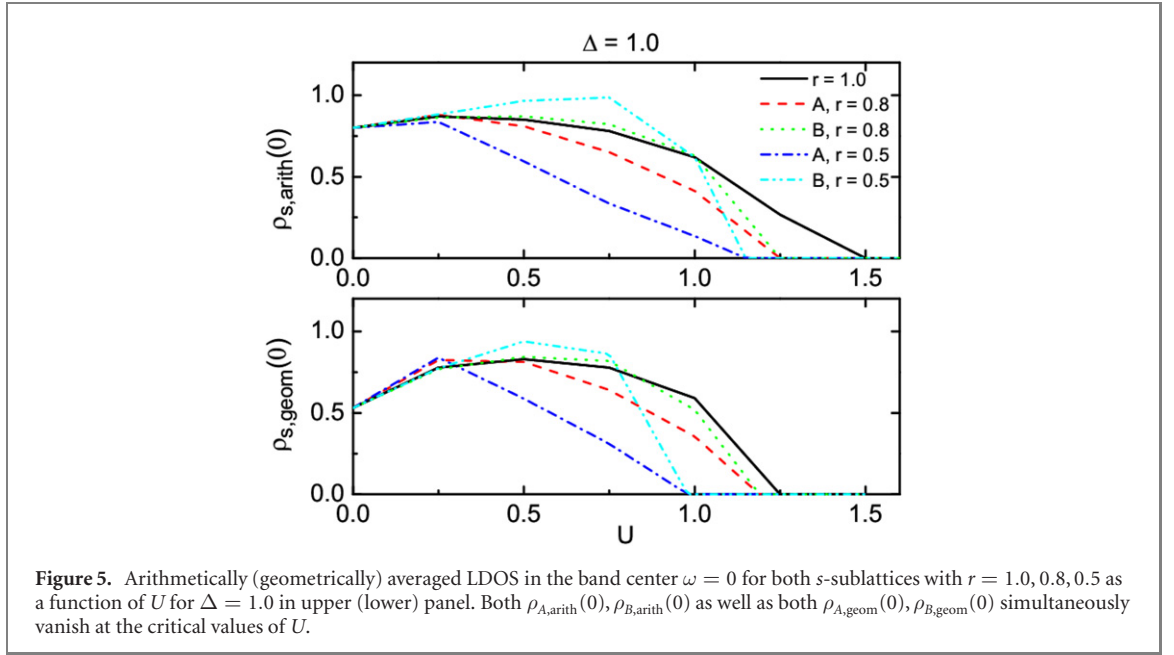 Δ = 1.0
ρs,arith(0)
1.0
0.5
0.0
r = 1.0
A, r = 0.8
B, r = 0.8
A, r = 0.5
B, r = 0.5
0.0 0.5 1.0 1.5
ρs,geom(0)
1.0
0.5
0.0
0.0 0.5 1.0 1.5
U
Figure 5. Arithmetically (geometrically) averaged LDOS in the band center ω = 0 for both s-sublattices with r = 1.0, 0.8, 0.5 as
a function of U for Δ = 1.0 in upper (lower) panel. Both ρA,arith(0), ρB,arith(0) as well as both ρA,geom(0), ρB,geom(0) simultaneously
vanish at the critical values of U.